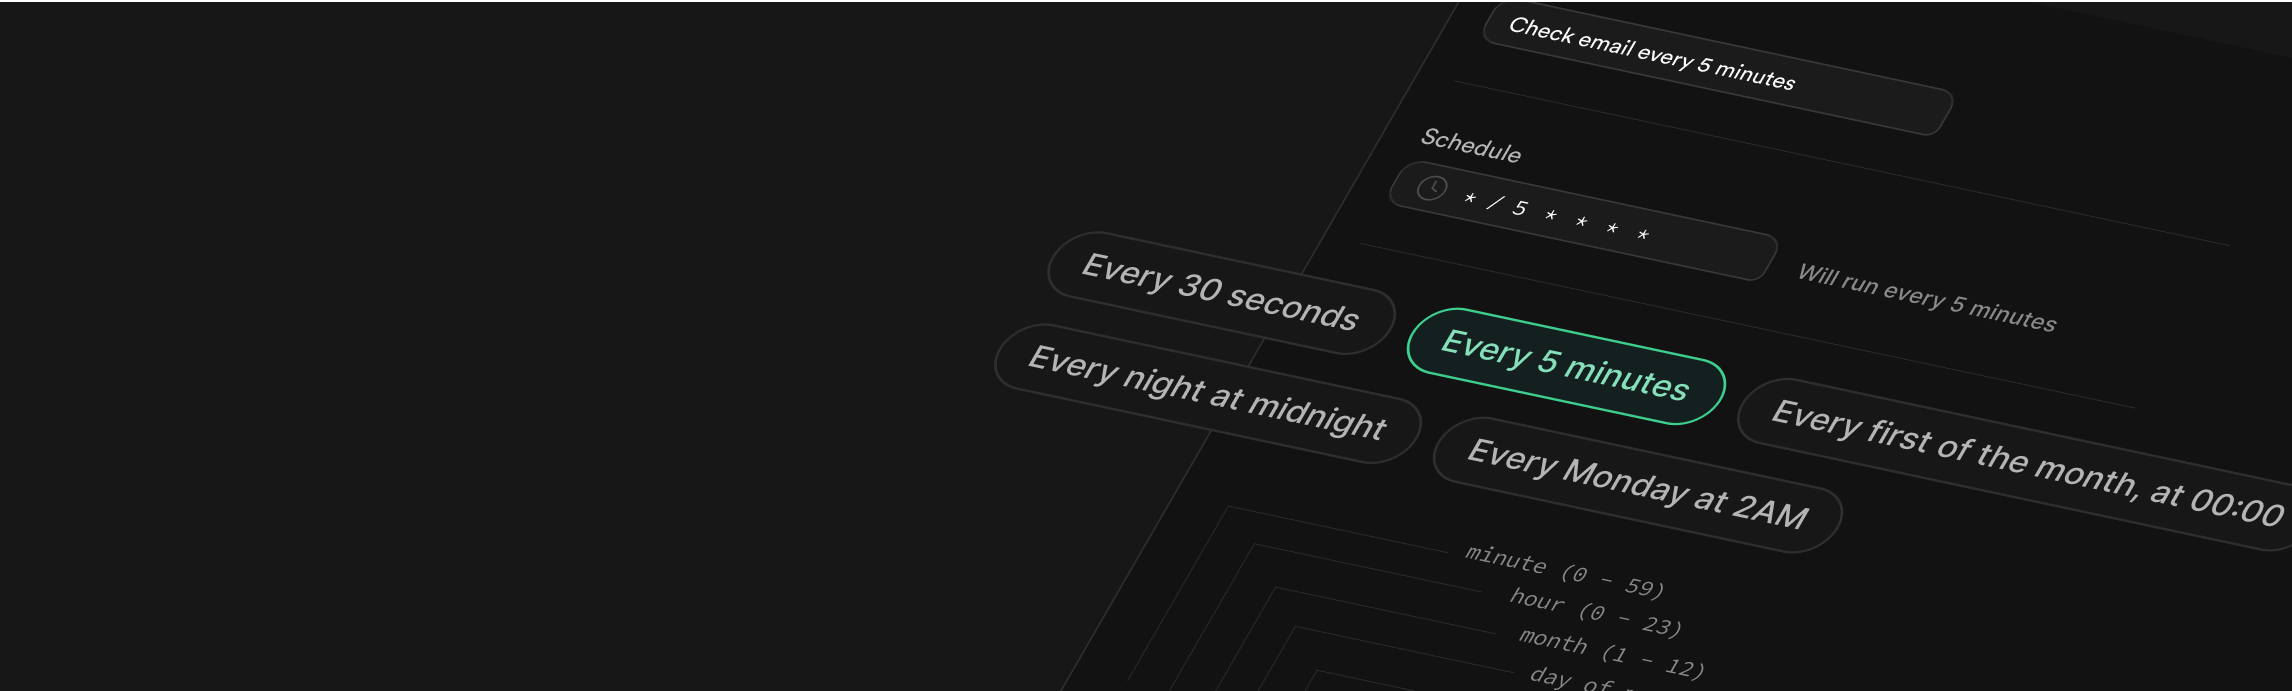 Check email every 5 minutes
Schedule
*/5 * * * *
Will run every 5 minutes
Every 30 seconds
Every 5 minutes
Every first of the month, at 00:00
Every night at midnight
Every Monday at 2AM
minute (0 - 59)
hour (0 - 23)
month (1 - 12)
day of